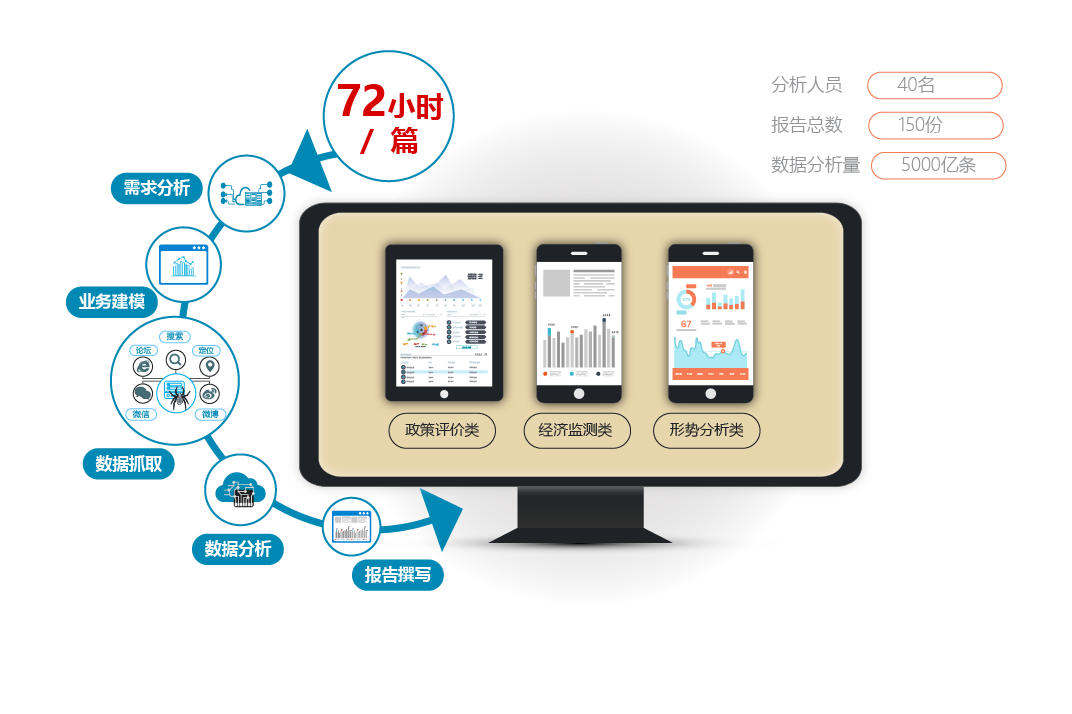 72小时
/ 篇
分析人员 40名
报告总数 150份
数据分析量 5000亿条
需求分析
业务建模
搜索
论坛 定位
微信 微博
数据抓取
数据分析
报告撰写
67
政策评价类 经济监测类 形势分析类